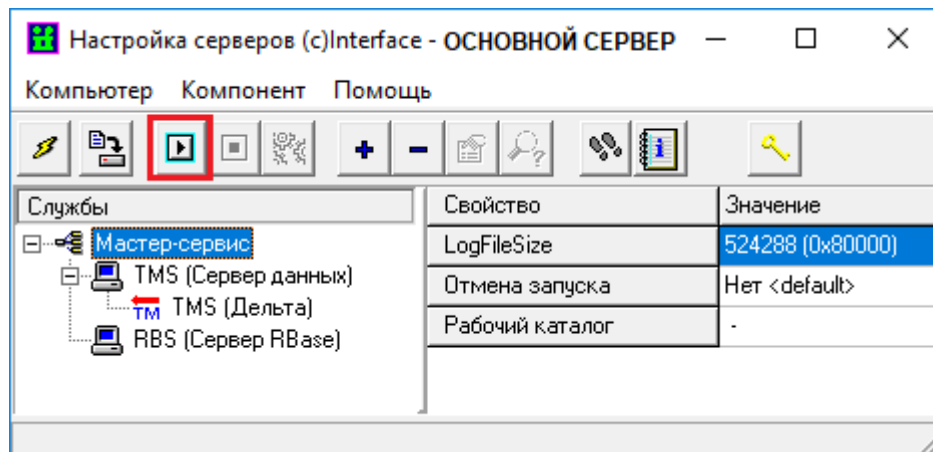 Настройка серверов (c)Interface - ОСНОВНОЙ СЕРВЕР
Компьютер Компонент Помощь
Службы
Мастер-сервис
TMS (Сервер данных)
TM TMS (Дельта)
RBS (Сервер RBase)
Свойство Значение
LogFileSize 524288 (0x80000)
Отмена запуска Нет <default>
Рабочий каталог -